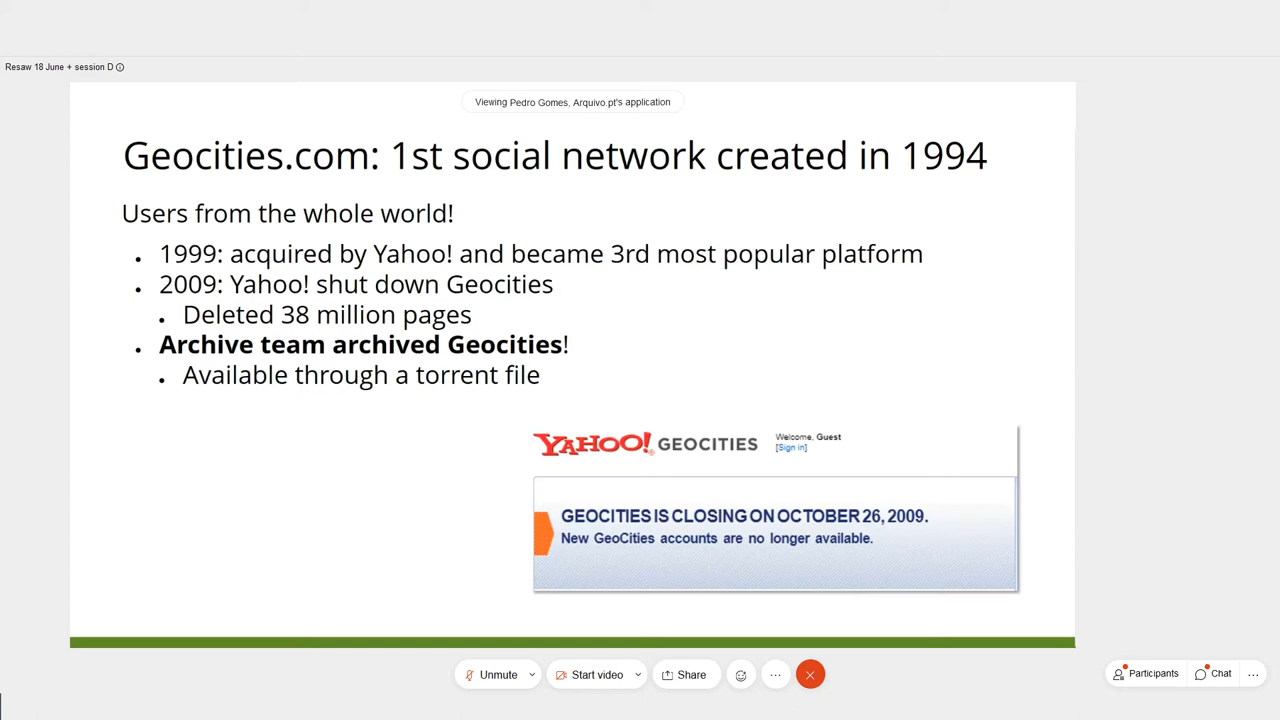 Resaw 18 June + session D
Viewing Pedro Gomes, Arquivo.pt's application
Geocities.com: 1st social network created in 1994
Users from the whole world!
1999: acquired by Yahoo! and became 3rd most popular platform
2009: Yahoo! shut down Geocities
Deleted 38 million pages
Archive team archived Geocities!
Available through a torrent file
YAHOO! GEOCITIES
Welcome, Guest
[Sign in]
GEOCITIES IS CLOSING ON OCTOBER 26, 2009.
New GeoCities accounts are no longer available.
Unmute
Start video
Share
Participants
Chat